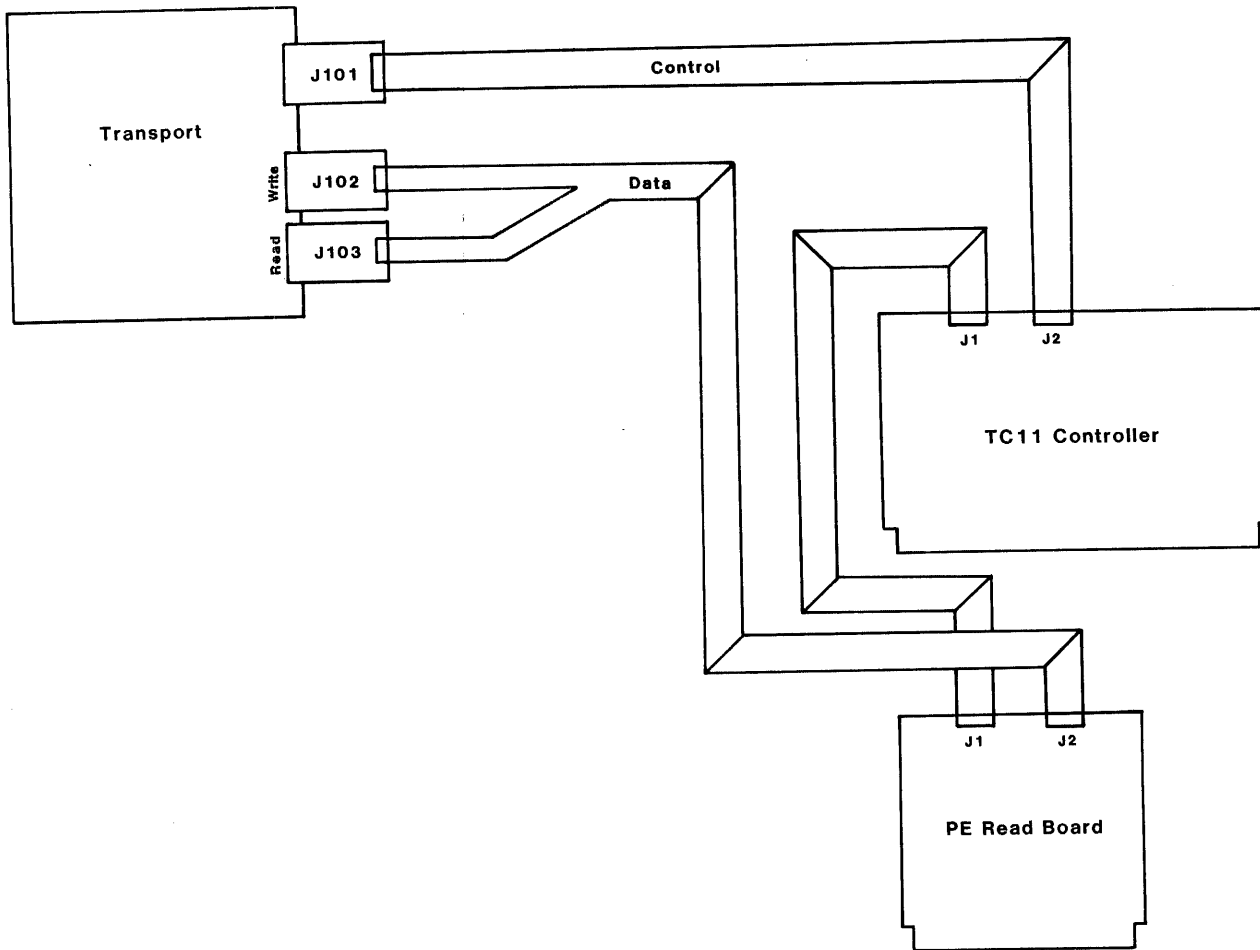 J101
Control
Transport
Write
J102
Data
Read
J103
J1
J2
TC11 Controller
J1
J2
PE Read Board